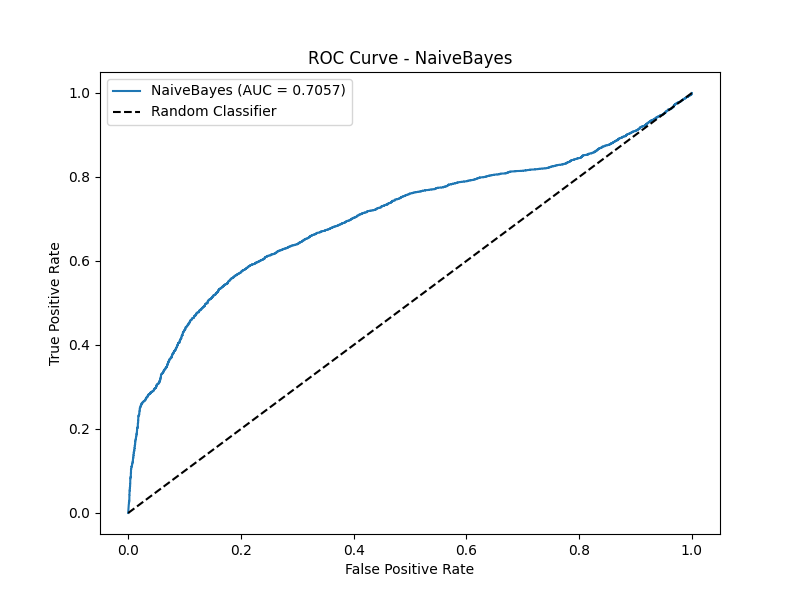 ROC Curve - NaiveBayes
NaiveBayes (AUC = 0.7057)
Random Classifier
1.0
0.8
0.6
0.4
0.2
0.0
True Positive Rate
0.0 0.2 0.4 0.6 0.8 1.0
False Positive Rate